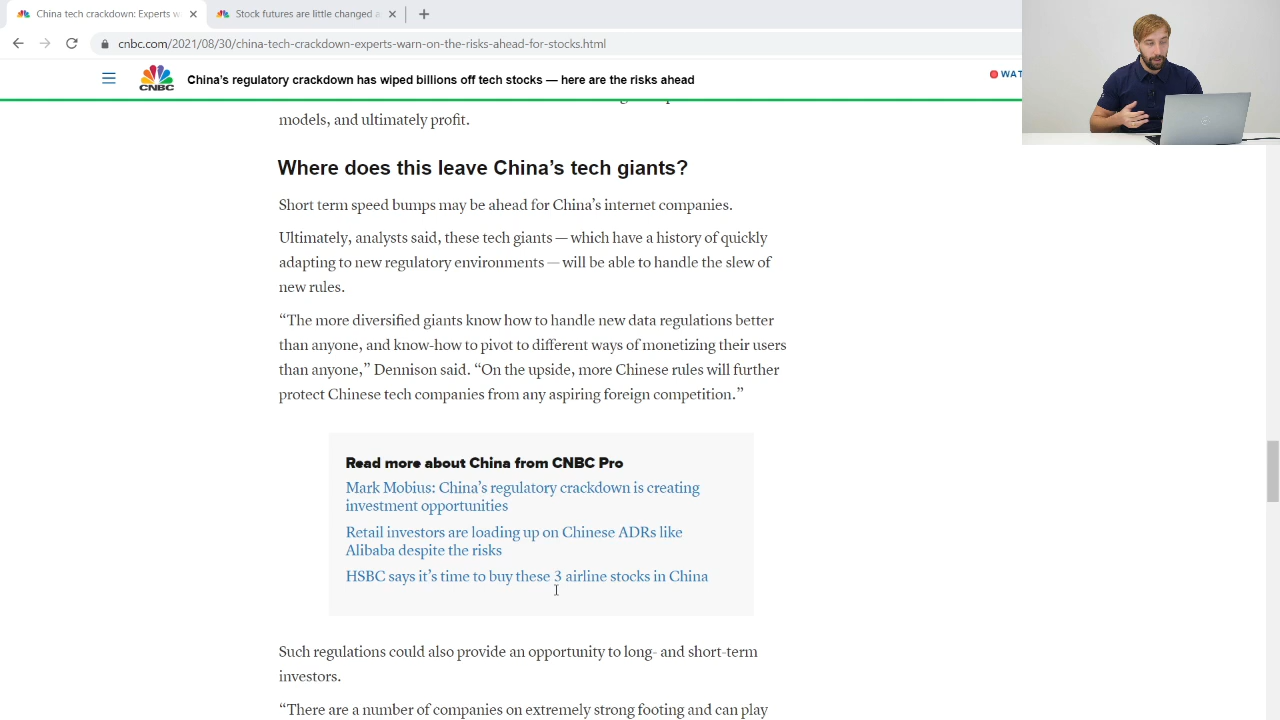 China tech crackdown: Experts w
Stock futures are little changed a
cnbc.com/2021/08/30/china-tech-crackdown-experts-warn-on-the-risks-ahead-for-stocks.html
CNBC
China’s regulatory crackdown has wiped billions off tech stocks — here are the risks ahead
WAT
models, and ultimately profit.
Where does this leave China’s tech giants?
Short term speed bumps may be ahead for China’s internet companies.
Ultimately, analysts said, these tech giants — which have a history of quickly
adapting to new regulatory environments — will be able to handle the slew of
new rules.
“The more diversified giants know how to handle new data regulations better
than anyone, and know-how to pivot to different ways of monetizing their users
than anyone,” Dennison said. “On the upside, more Chinese rules will further
protect Chinese tech companies from any aspiring foreign competition.”
Read more about China from CNBC Pro
Mark Mobius: China’s regulatory crackdown is creating
investment opportunities
Retail investors are loading up on Chinese ADRs like
Alibaba despite the risks
HSBC says it’s time to buy these 3 airline stocks in China
Such regulations could also provide an opportunity to long- and short-term
investors.
“There are a number of companies on extremely strong footing and can play